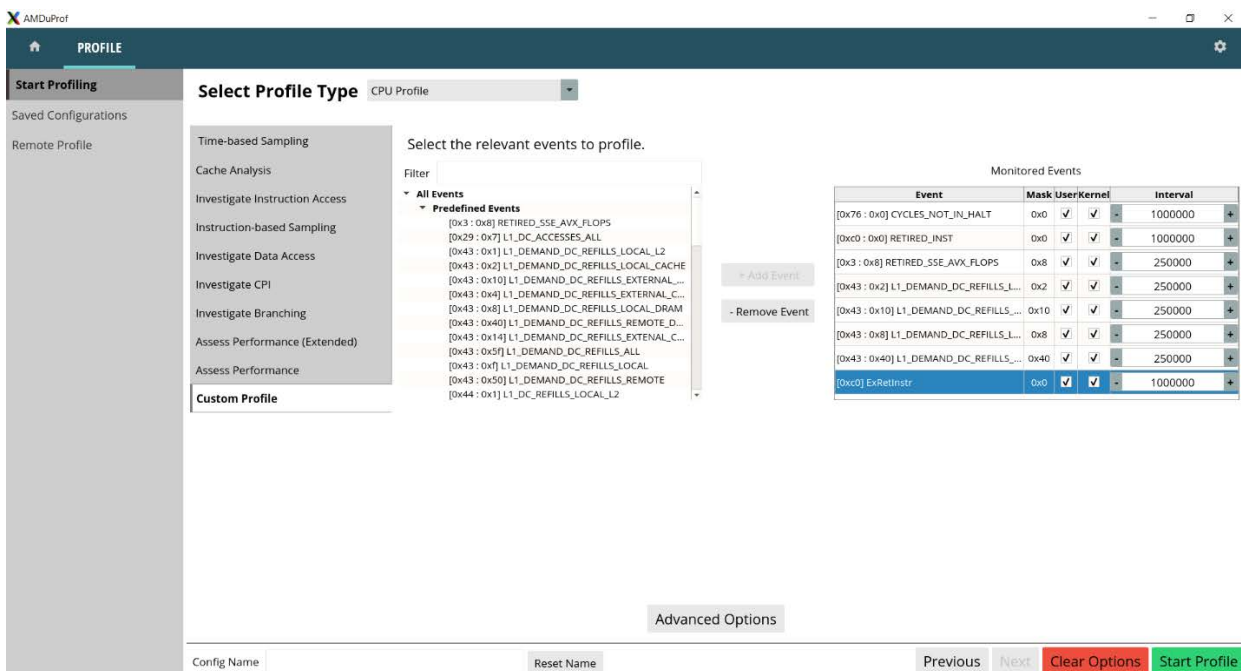 AMDuProf
PROFILE
Start Profiling
Saved Configurations
Remote Profile
Select Profile Type CPU Profile
Time-based Sampling
Cache Analysis
Investigate Instruction Access
Instruction-based Sampling
Investigate Data Access
Investigate CPI
Investigate Branching
Assess Performance (Extended)
Assess Performance
Custom Profile
Select the relevant events to profile.
Filter
All Events
Predefined Events
[0x3 : 0x8] RETIRED_SSE_AVX_FLOPS
[0x29 : 0x7] L1_DC_ACCESSES_ALL
[0x43 : 0x1] L1_DEMAND_DC_REFILLS_LOCAL_L2
[0x43 : 0x2] L1_DEMAND_DC_REFILLS_LOCAL_CACHE
[0x43 : 0x10] L1_DEMAND_DC_REFILLS_EXTERNAL_...
[0x43 : 0x4] L1_DEMAND_DC_REFILLS_EXTERNAL_C...
[0x43 : 0x8] L1_DEMAND_DC_REFILLS_LOCAL_DRAM
[0x43 : 0x40] L1_DEMAND_DC_REFILLS_REMOTE_D...
[0x43 : 0x14] L1_DEMAND_DC_REFILLS_EXTENAL_C...
[0x43 : 0x5f] L1_DEMAND_DC_REFILLS_ALL
[0x43 : 0xf] L1_DEMAND_DC_REFILLS_LOCAL
[0x43 : 0x50] L1_DEMAND_DC_REFILLS_REMOTE
[0x44 : 0x1] L1_DC_REFILLS_LOCAL_L2
+ Add Event
- Remove Event
Monitored Events
Event Mask User Kernel Interval
[0x76 : 0x0] CYCLES_NOT_IN_HALT 0x0 - 1000000 +
[0xc0 : 0x0] RETIRED_INST 0x0 - 1000000 +
[0x3 : 0x8] RETIRED_SSE_AVX_FLOPS 0x8 - 250000 +
[0x43 : 0x2] L1_DEMAND_DC_REFILLS_L... 0x2 - 250000 +
[0x43 : 0x10] L1_DEMAND_DC_REFILLS_... 0x10 - 250000 +
[0x43 : 0x8] L1_DEMAND_DC_REFILLS_L... 0x8 - 250000 +
[0x43 : 0x40] L1_DEMAND_DC_REFILLS_... 0x40 - 250000 +
[0xc0] ExRetInstr 0x0 - 1000000 +
Advanced Options
Config Name
Reset Name
Previous
Next
Clear Options
Start Profile